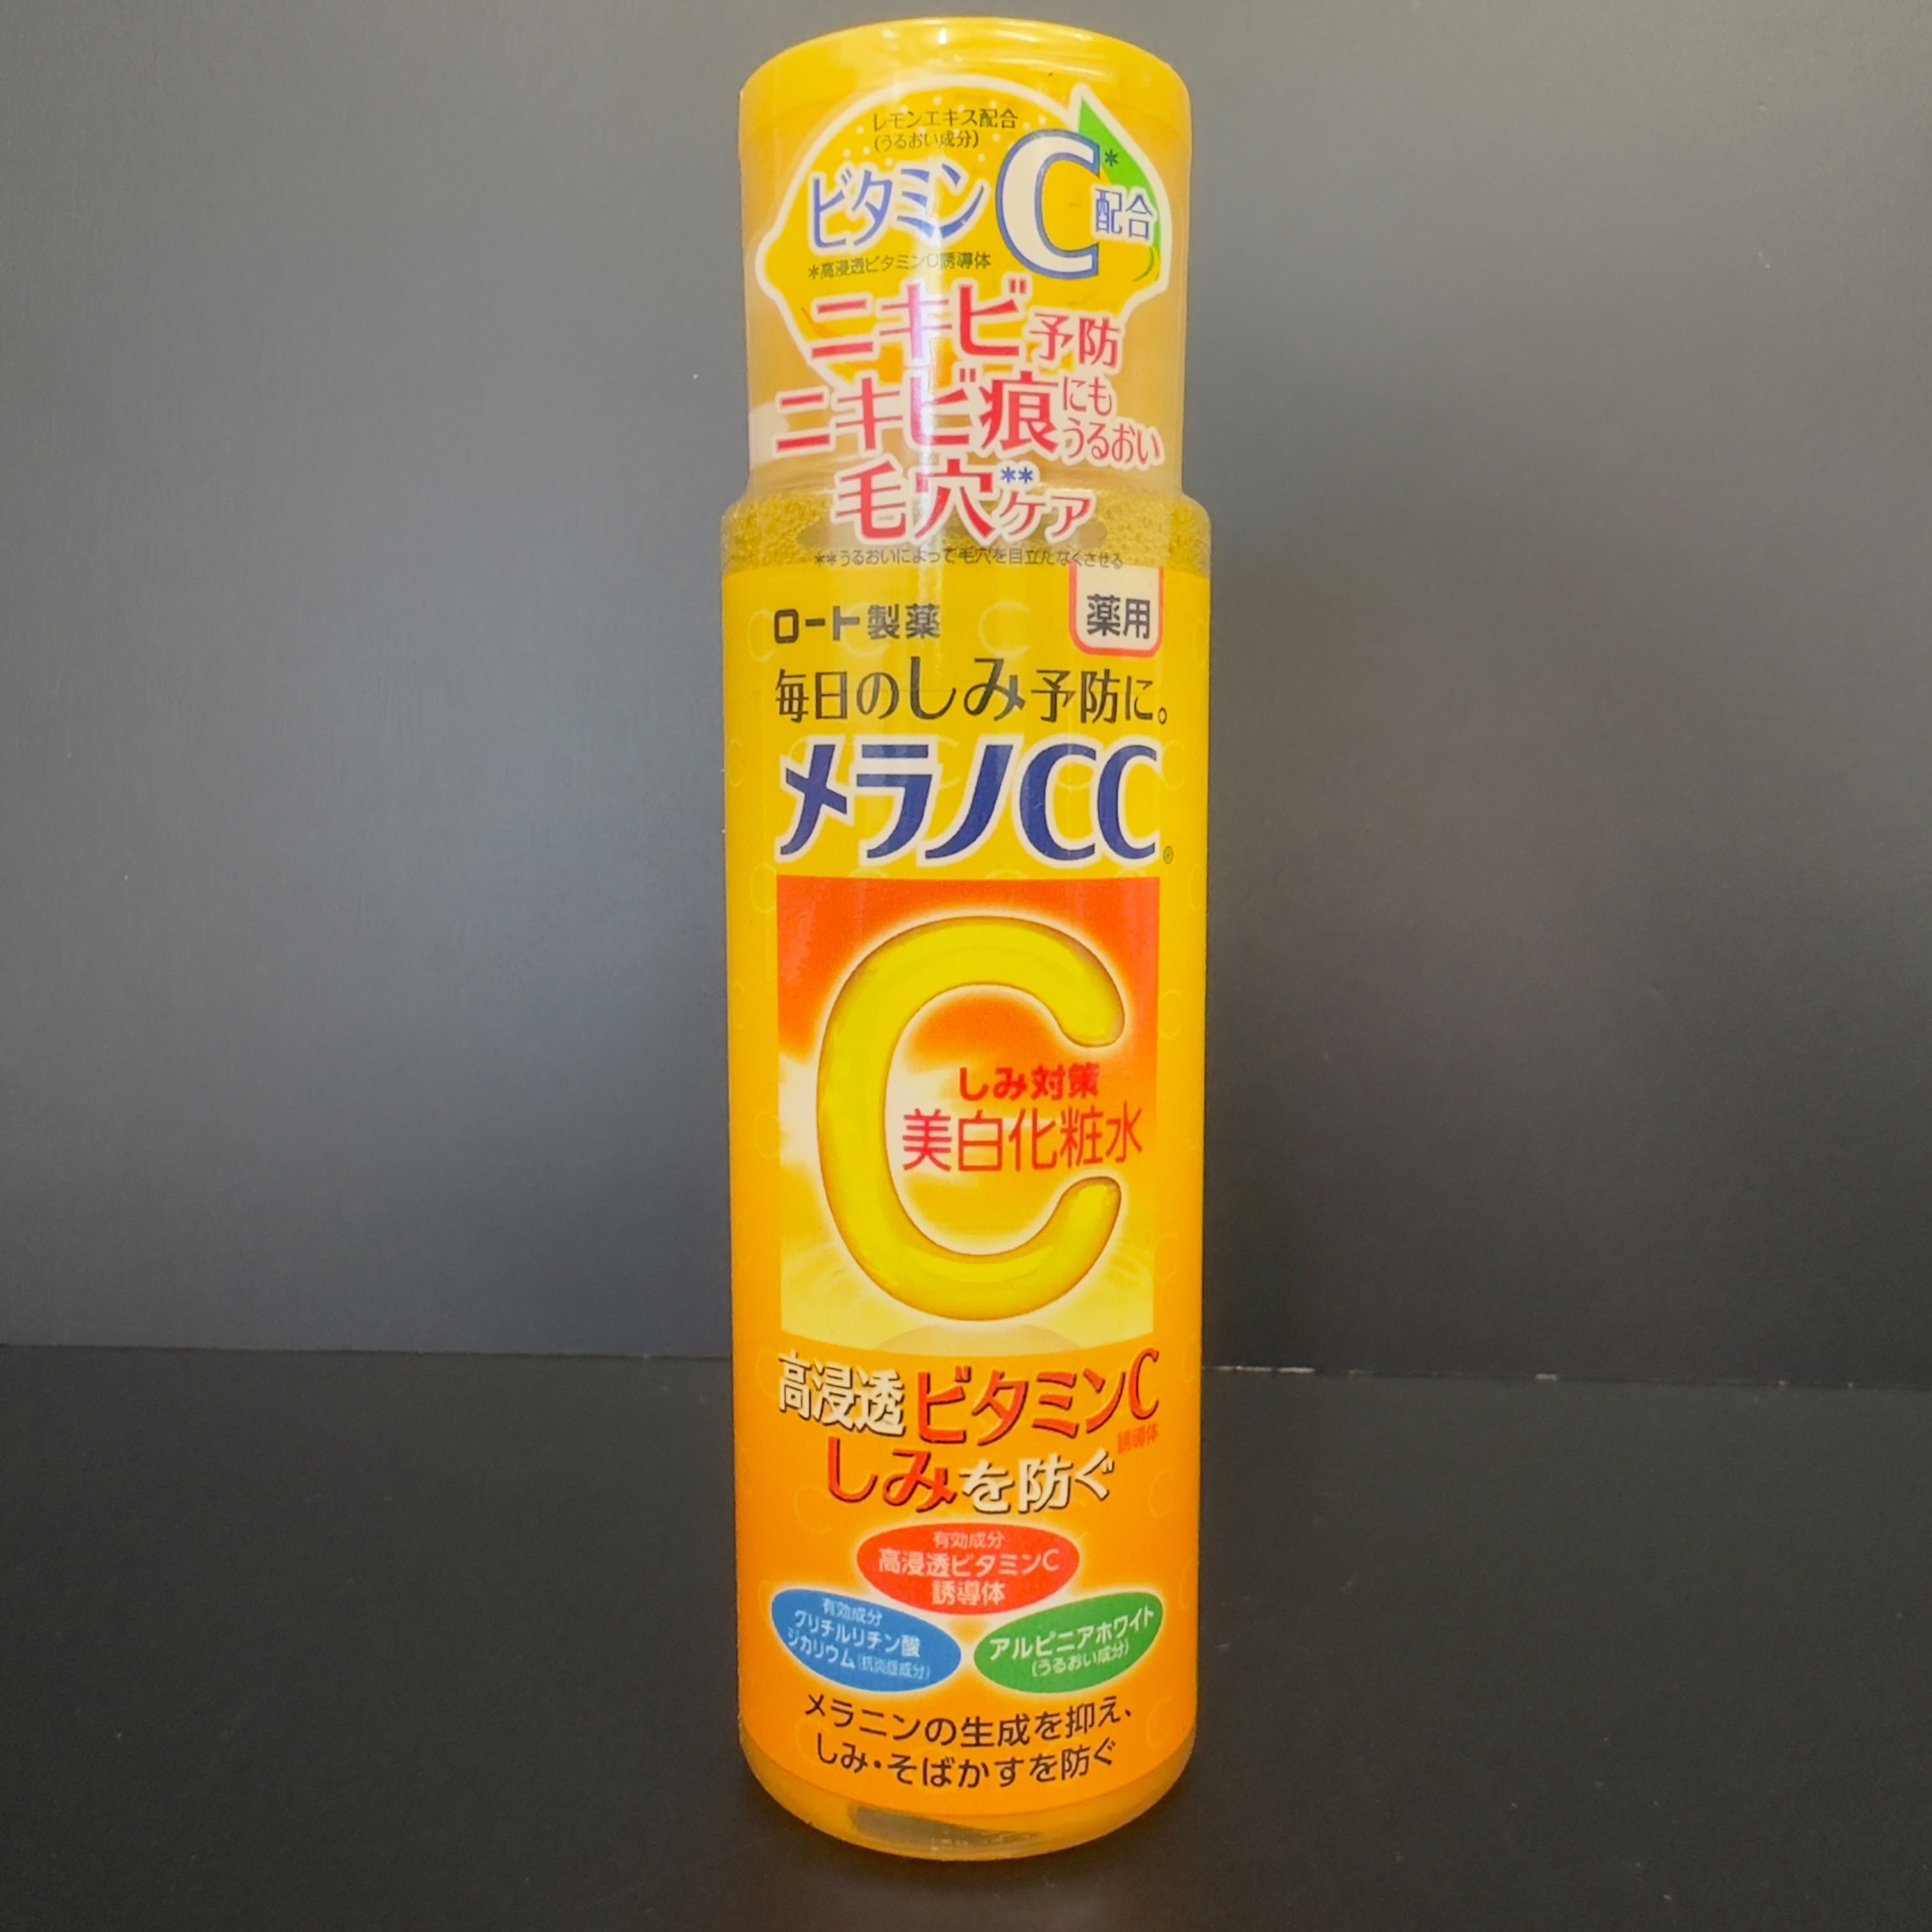 レモンエキス配合
(うるおい成分)
ビタミンC*配合
*高浸透ビタミンC誘導体
ニキビ予防
ニキビ痕にもうるおい
毛穴**ケア
**うるおいによって毛穴を目立たなくさせる
ロート製薬
薬用
毎日のしみ予防に。
メラノCC®
C
しみ対策
美白化粧水
高浸透ビタミンC誘導体
しみを防ぐ
有効成分
高浸透ビタミンC
誘導体
有効成分
グリチルリチン酸
ジカリウム(抗炎症成分)
アルピニアホワイト
(うるおい成分)
メラニンの生成を抑え、
しみ・そばかすを防ぐ